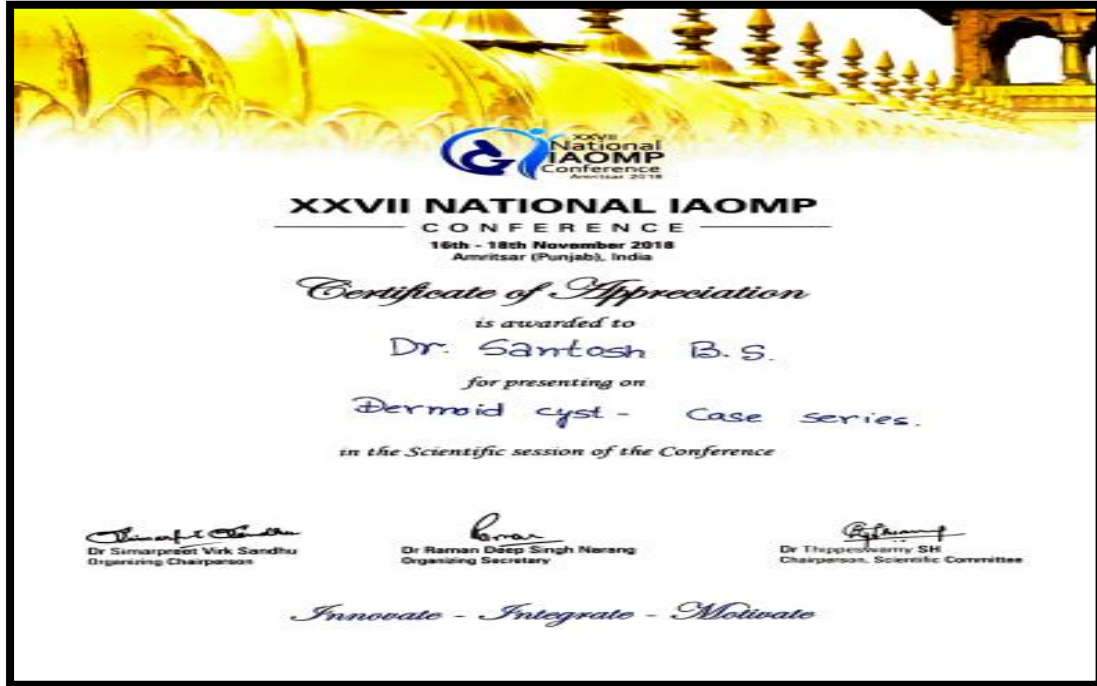 XXVII
National
IAOMP
Conference
Amritsar 2018
XXVII NATIONAL IAOMP
CONFERENCE
16th - 18th November 2018
Amritsar (Punjab), India
Certificate of Appreciation
is awarded to
Dr. Santosh B.S.
for presenting on
Dermoid cyst - Case series.
in the Scientific session of the Conference
Dr Simarpreet Virk Sandhu
Organizing Chairperson
Dr Raman Deep Singh Narang
Organizing Secretary
Dr Thippeswamy SH
Chairperson, Scientific Committee
Innovate - Integrate - Motivate